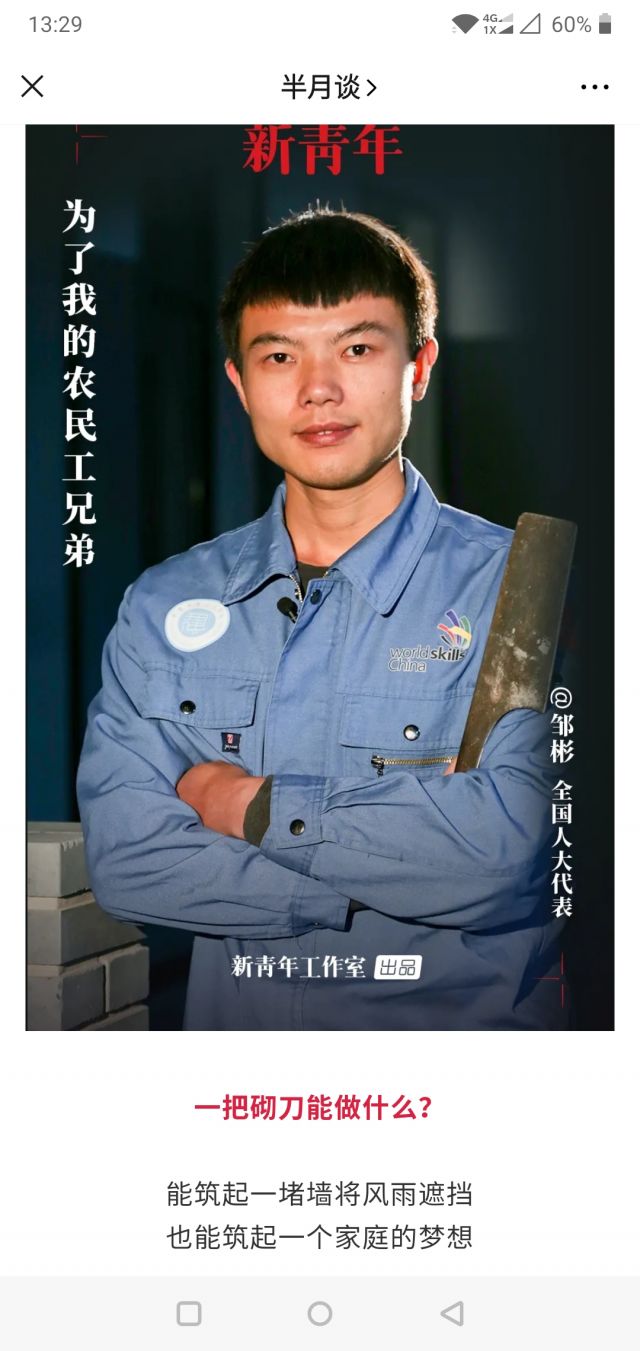 13:29
4G
1X
60%
半月谈
新青年
为了我的农民工兄弟
worldskills
China
@邹彬 全国人大代表
新青年工作室 出品
一把砌刀能做什么？
能筑起一堵墙将风雨遮挡
也能筑起一个家庭的梦想